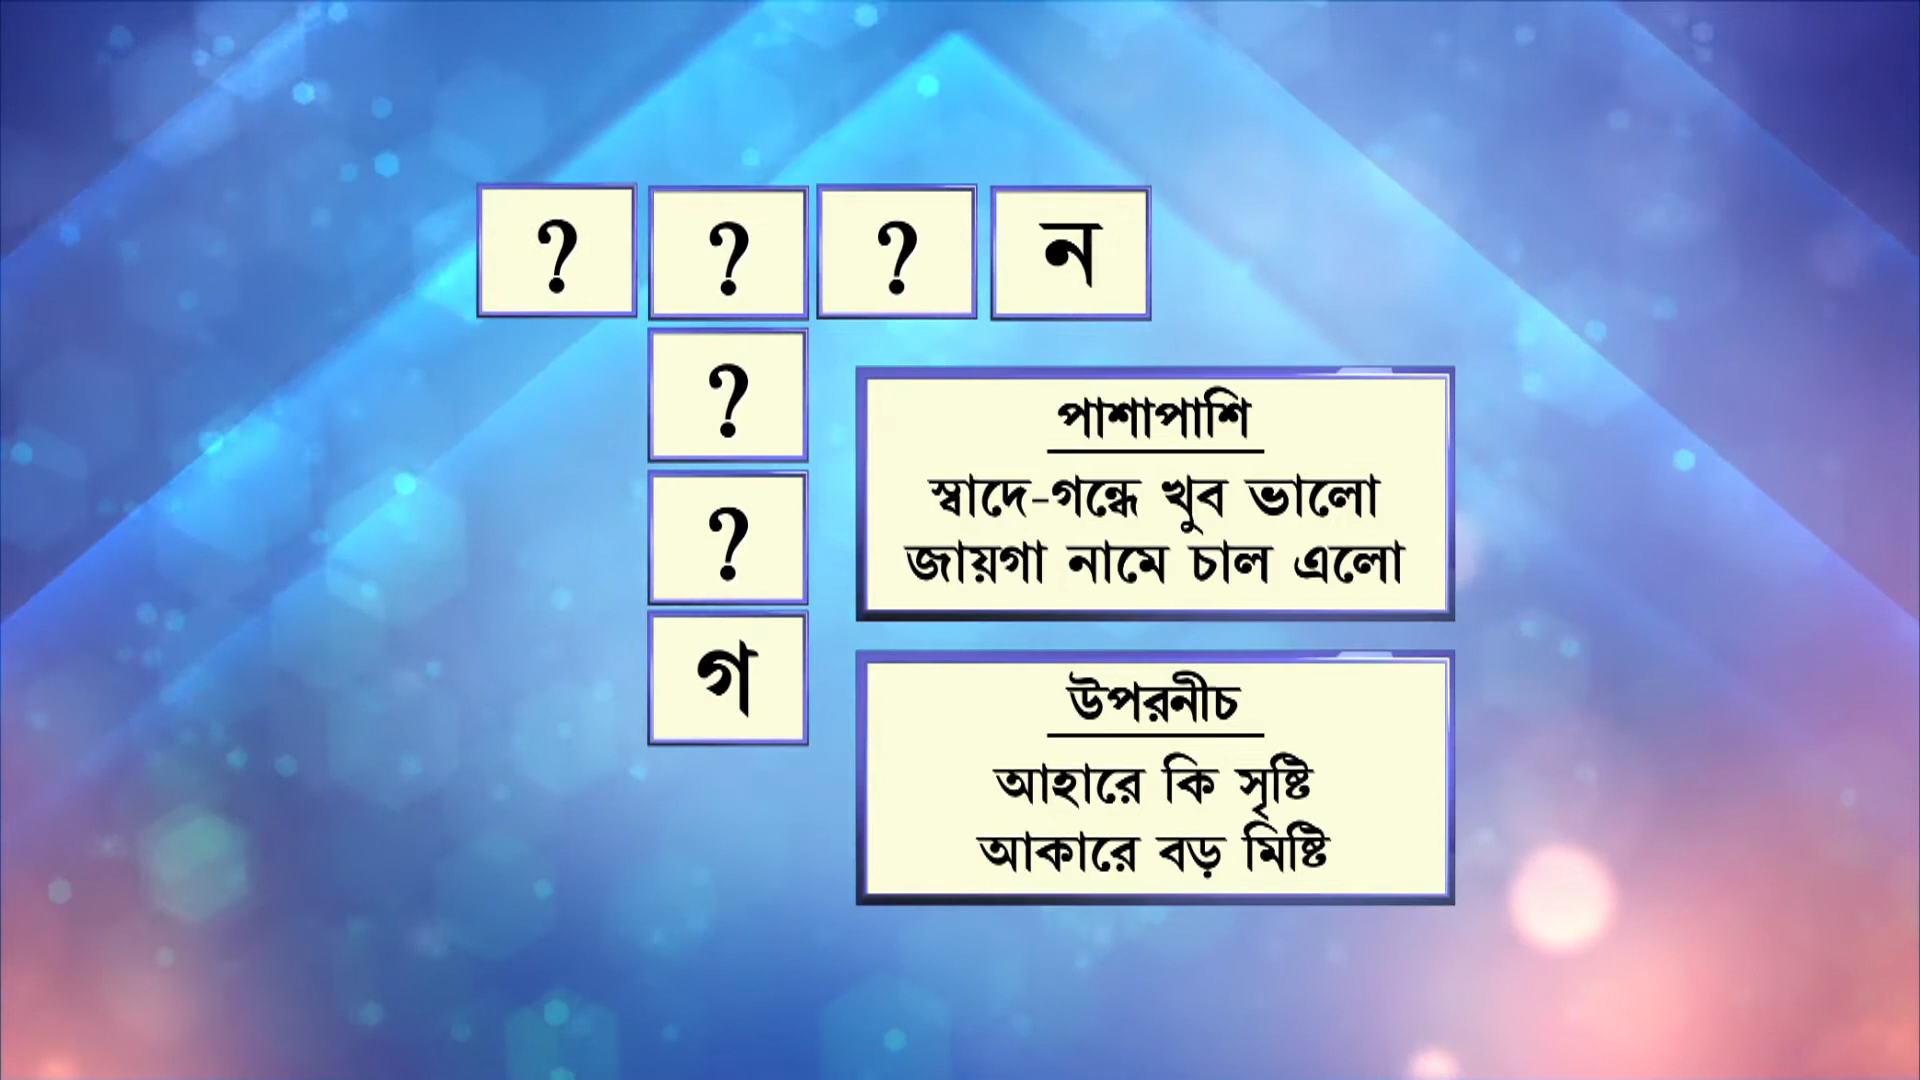 ? ? ? ন
?
?
গ
পাশাপাশি
স্বাদে-গন্ধে খুব ভালো
জায়গা নামে চাল এলো
উপরনীচ
আহারে কি সৃষ্টি
আকারে বড় মিষ্টি